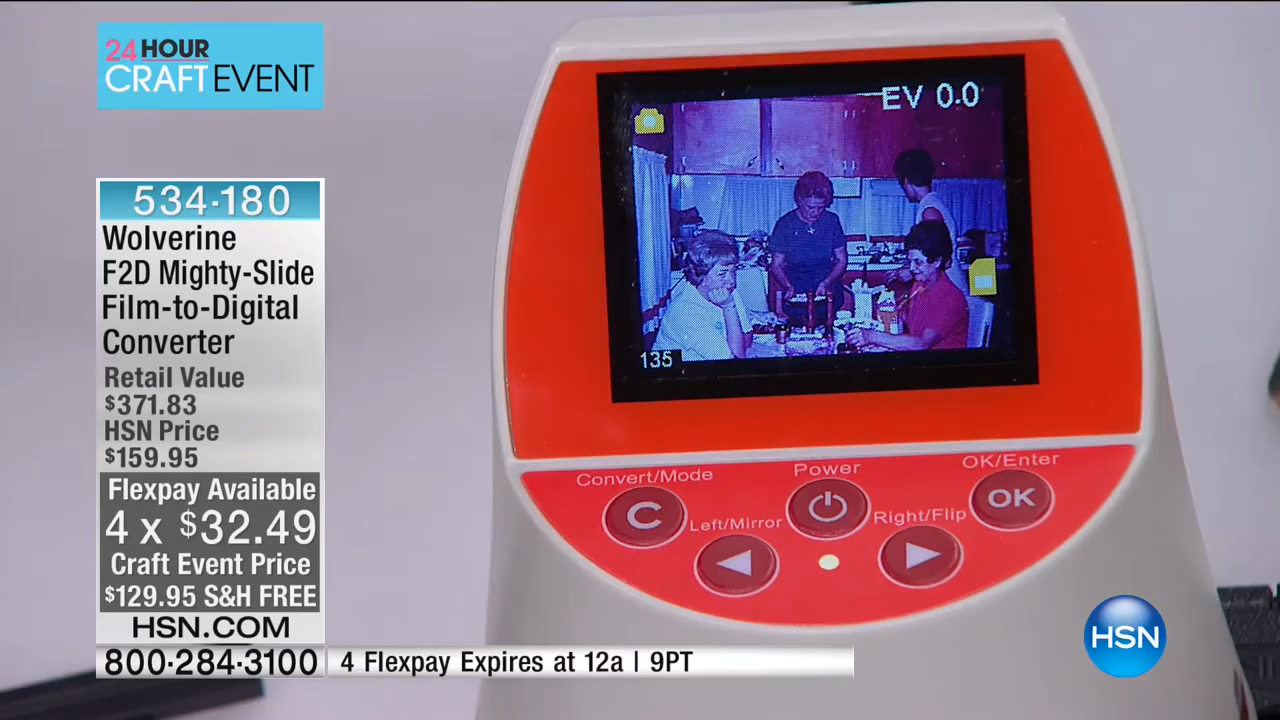 24 HOUR
CRAFT EVENT
534·180
Wolverine
F2D Mighty-Slide
Film-to-Digital
Converter
Retail Value
$371.83
HSN Price
$159.95
Flexpay Available
4 x $32.49
Craft Event Price
$129.95 S&H FREE
HSN.COM
800·284·3100
4 Flexpay Expires at 12a | 9PT
EV 0.0
135
Convert/Mode
Power
OK/Enter
C
OK
Left/Mirror
Right/Flip
HSN